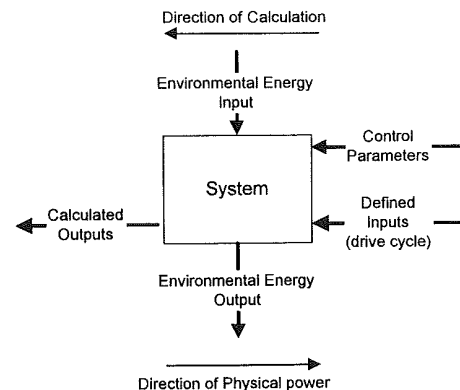 Direction of Calculation
Environmental Energy
Input
Control
Parameters
System
Calculated
Outputs
Defined
Inputs
(drive cycle)
Environmental Energy
Output
Direction of Physical power